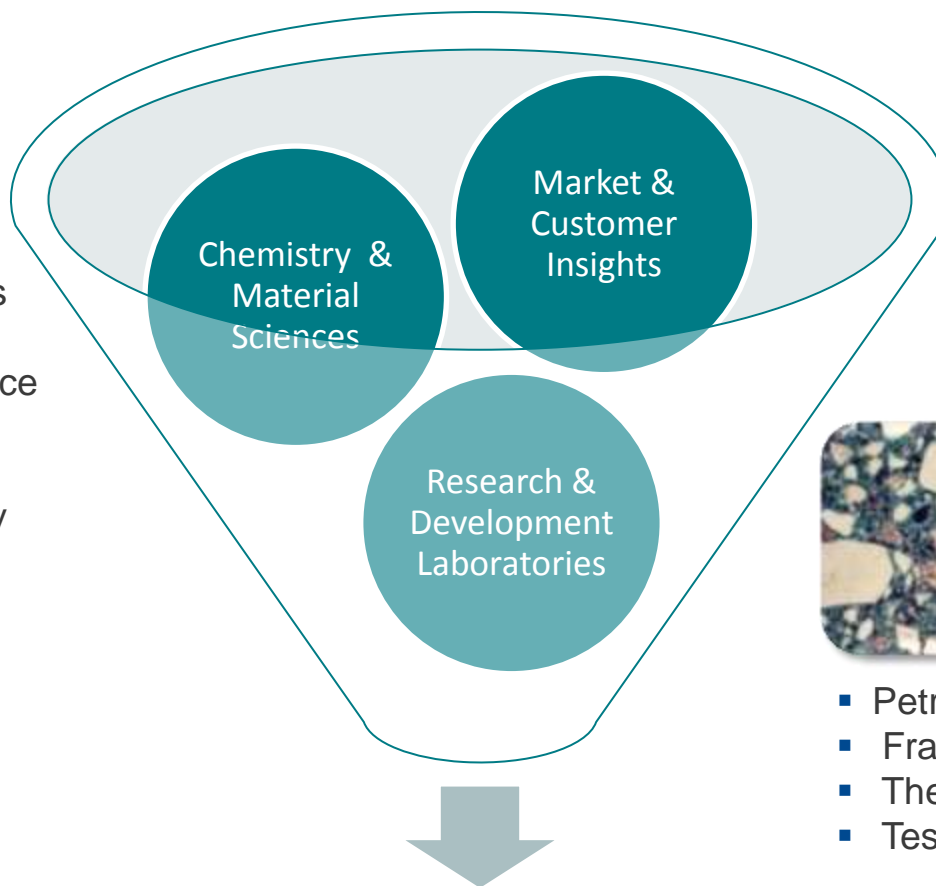 Market &
Customer
Insights
Chemistry &
Material
Sciences
Research &
Development
Laboratories